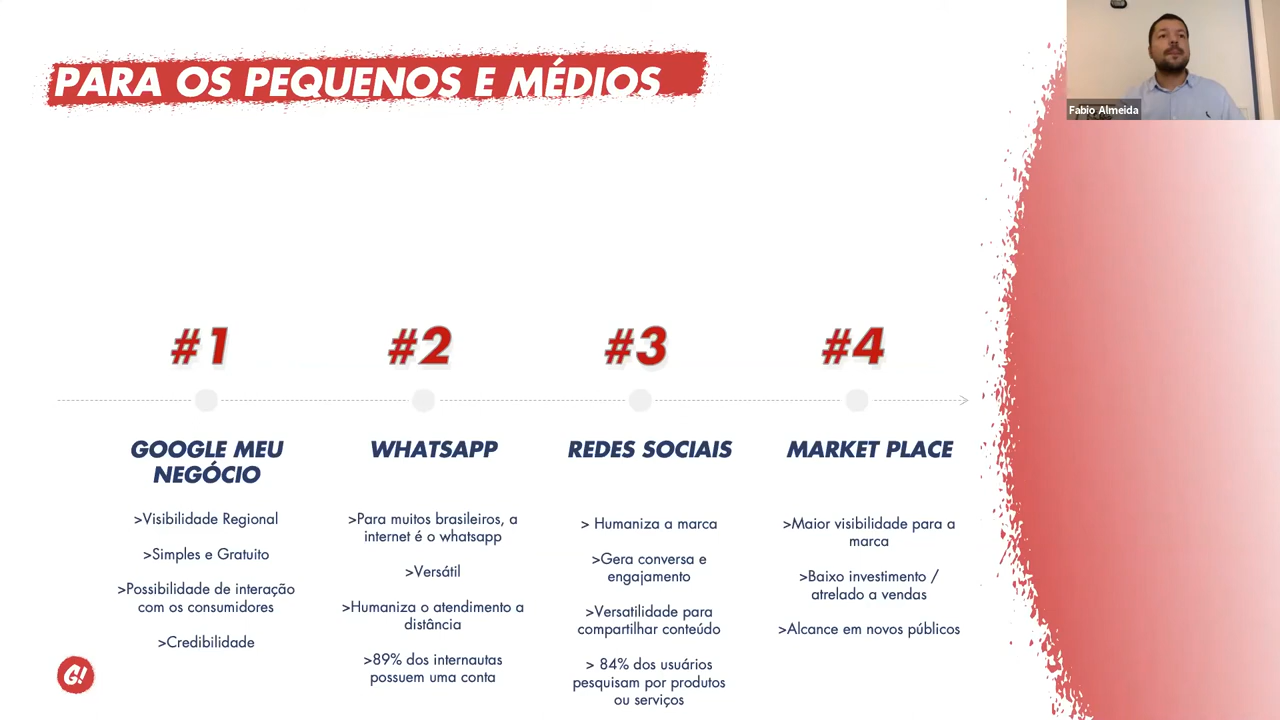 PARA OS PEQUENOS E MÉDIOS
Fabio Almeida
#1
#2
#3
#4
GOOGLE MEU
NEGÓCIO
>Visibilidade Regional
>Simples e Gratuito
>Possibilidade de interação
com os consumidores
>Credibilidade
WHATSAPP
>Para muitos brasileiros, a
internet é o whatsapp
>Versátil
>Humaniza o atendimento a
distância
>89% dos internautas
possuem uma conta
REDES SOCIAIS
> Humaniza a marca
>Gera conversa e
engajamento
>Versatilidade para
compartilhar conteúdo
> 84% dos usuários
pesquisam por produtos
ou serviços
MARKET PLACE
>Maior visibilidade para a
marca
>Baixo investimento /
atrelado a vendas
>Alcance em novos públicos
G!